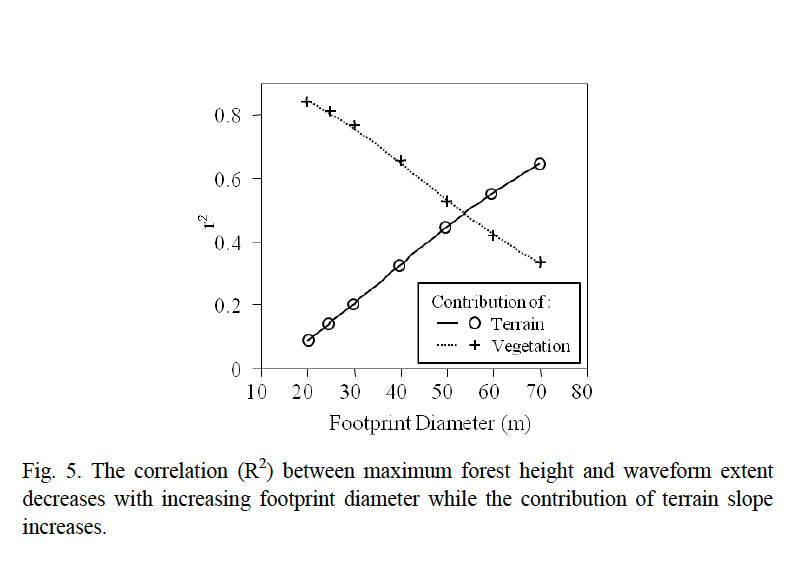 0.8
0.6
r²
0.4
0.2
0
10 20 30 40 50 60 70 80
Footprint Diameter (m)
Contribution of:
Terrain
Vegetation
Fig. 5. The correlation (R²) between maximum forest height and waveform extent
decreases with increasing footprint diameter while the contribution of terrain slope
increases.